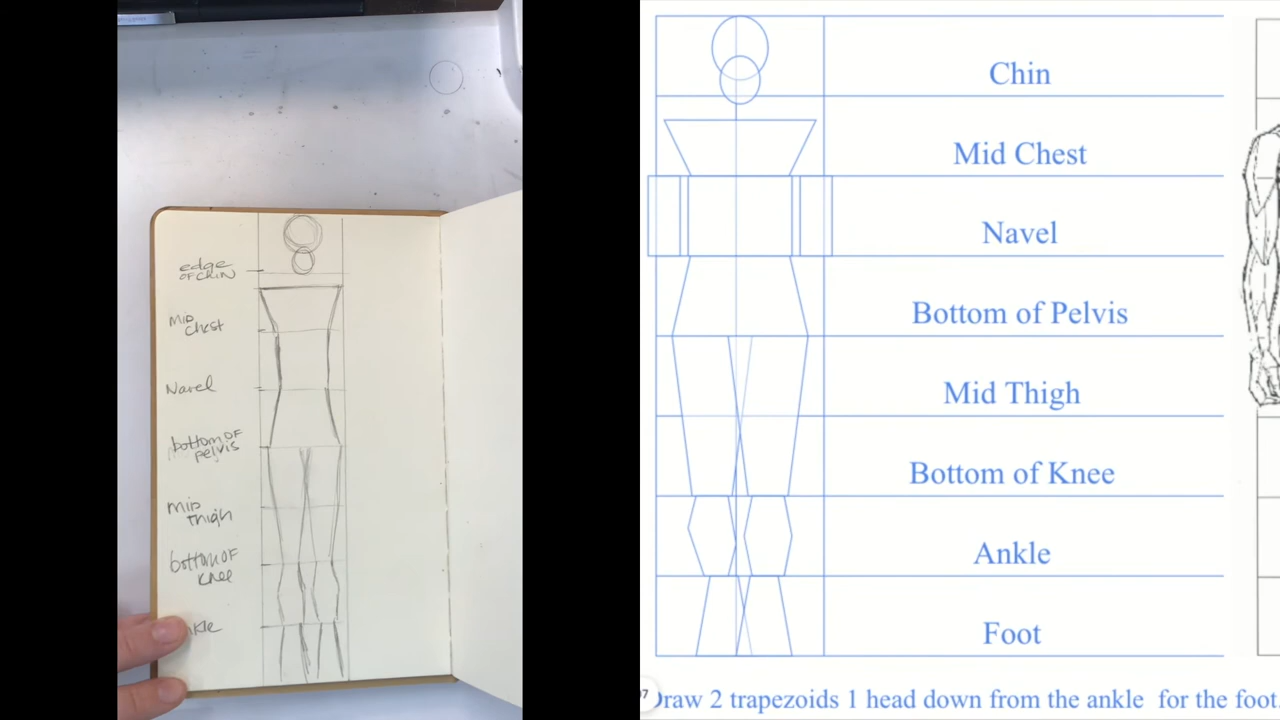 edge
OF CHIN
MID
Chest
Navel
bottom OF
pelvis
MID
Thigh
bottom OF
Knee
nkle
Chin
Mid Chest
Navel
Bottom of Pelvis
Mid Thigh
Bottom of Knee
Ankle
Foot
raw 2 trapezoids 1 head down from the ankle for the foot.